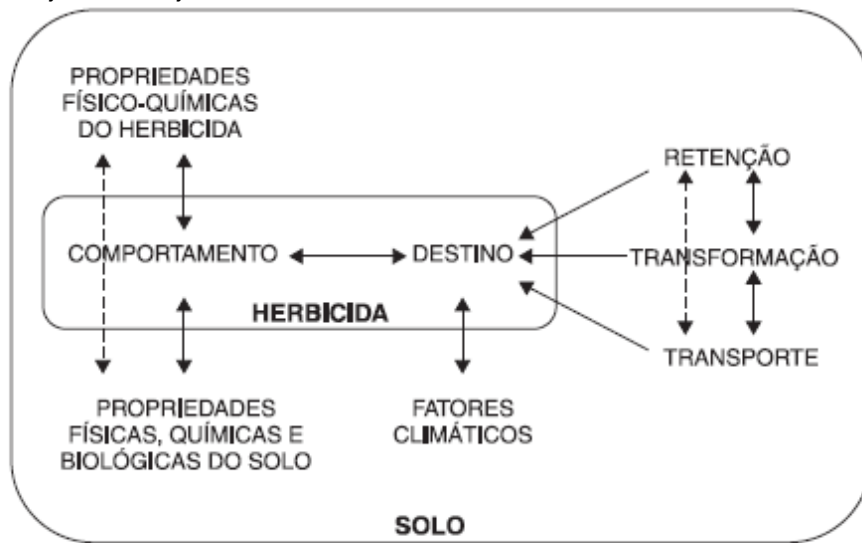 PROPRIEDADES
FÍSICO-QUÍMICAS
DO HERBICIDA
RETENÇÃO
COMPORTAMENTO
DESTINO
TRANSFORMAÇÃO
HERBICIDA
TRANSPORTE
PROPRIEDADES
FÍSICAS, QUÍMICAS E
BIOLÓGICAS DO SOLO
FATORES
CLIMÁTICOS
SOLO